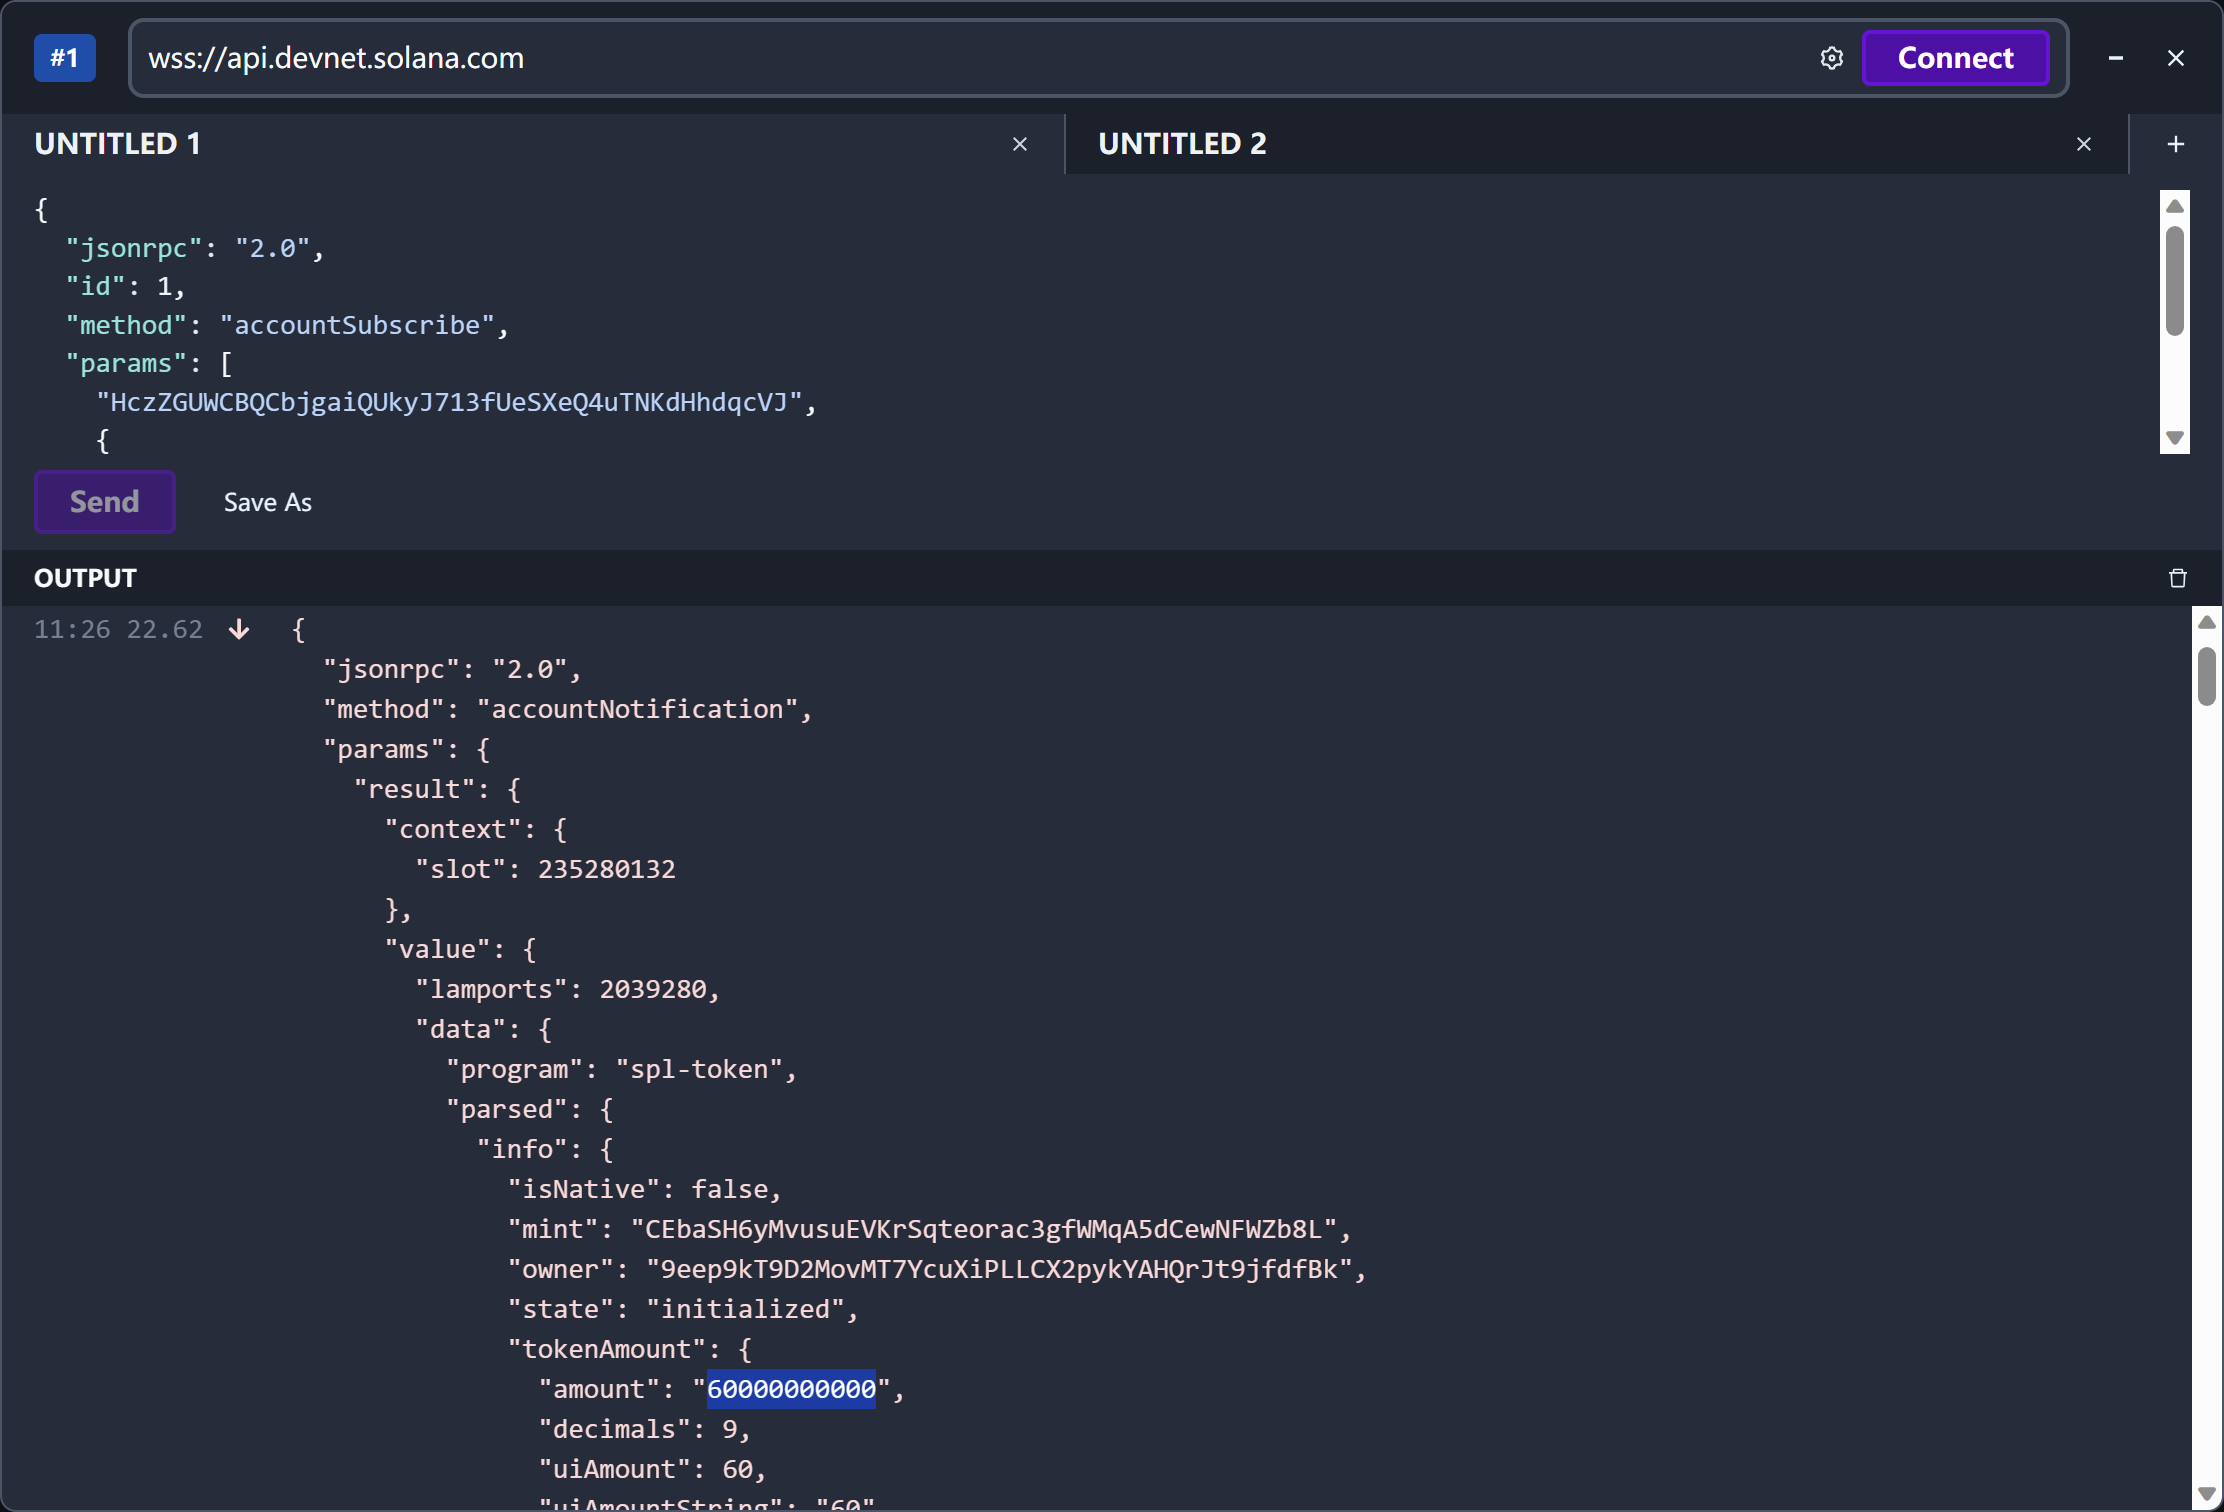 #1 wss://api.devnet.solana.com Connect
UNTITLED 1 UNTITLED 2
{
"jsonrpc": "2.0",
"id": 1,
"method": "accountSubscribe",
"params": [
"HczZGUWCBQCbjgaiQUkyJ713fUeSXeQ4uTNKdHhdqcVJ",
{
Send Save As
OUTPUT
11:26 22.62 {
"jsonrpc": "2.0",
"method": "accountNotification",
"params": {
"result": {
"context": {
"slot": 235280132
},
"value": {
"lamports": 2039280,
"data": {
"program": "spl-token",
"parsed": {
"info": {
"isNative": false,
"mint": "CEbaSH6yMvusuEVKrSqteorac3gfWMqA5dCewNFWZb8L",
"owner": "9eep9kT9D2MovMT7YcuXiPLLCX2pykYAHQrJt9jfdfBk",
"state": "initialized",
"tokenAmount": {
"amount": "60000000000",
"decimals": 9,
"uiAmount": 60,
"uiAmountString": "60"